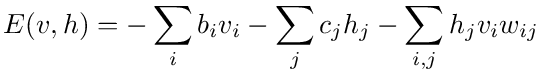 E(v, h) = − ∑_i b_i v_i − ∑_j c_j h_j − ∑_{i,j} h_j v_i w_{ij}